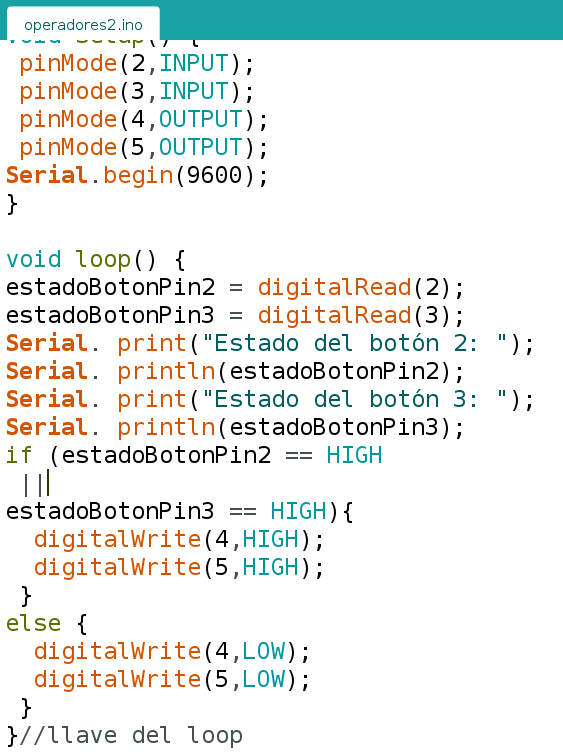 operadores2.ino
void setup() {
pinMode(2,INPUT);
pinMode(3,INPUT);
pinMode(4,OUTPUT);
pinMode(5,OUTPUT);
Serial.begin(9600);
}
void loop() {
estadoBotonPin2 = digitalRead(2);
estadoBotonPin3 = digitalRead(3);
Serial. print("Estado del botón 2: ");
Serial. println(estadoBotonPin2);
Serial. print("Estado del botón 3: ");
Serial. println(estadoBotonPin3);
if (estadoBotonPin2 == HIGH
||
estadoBotonPin3 == HIGH){
digitalWrite(4,HIGH);
digitalWrite(5,HIGH);
}
else {
digitalWrite(4,LOW);
digitalWrite(5,LOW);
}
}//llave del loop